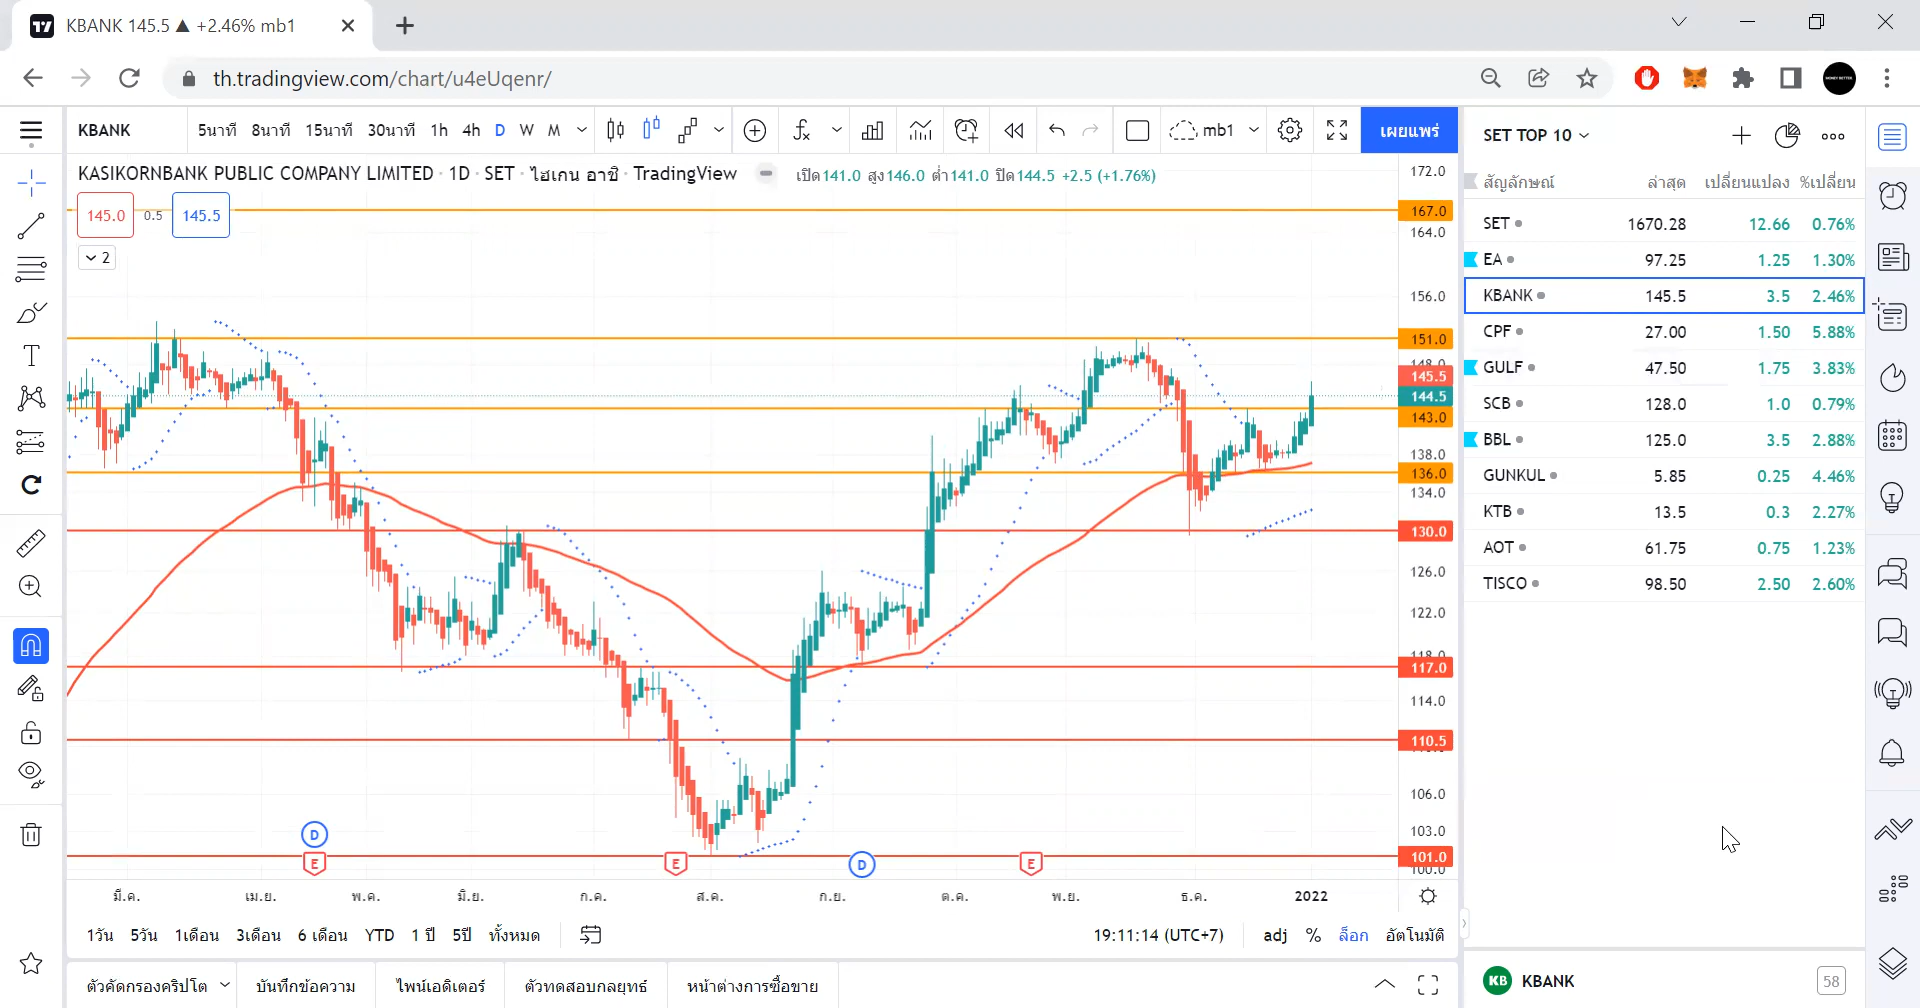 KBANK 145.5 ▲ +2.46% mb1
th.tradingview.com/chart/u4eUqenr/
KBANK 5นาที 8นาที 15นาที 30นาที 1h 4h D W M mb1 เผยแพร่
KASIKORNBANK PUBLIC COMPANY LIMITED · 1D · SET · ไฮเกน อาชิ · TradingView เปิด141.0 สูง146.0 ต่ำ141.0 ปิด144.5 +2.5 (+1.76%)
145.0 0.5 145.5
2
172.0
167.0
164.0
156.0
151.0
148.0
145.5
144.5
143.0
138.0
136.0
134.0
130.0
126.0
122.0
118.0
117.0
114.0
110.5
106.0
103.0
101.0
100.0
D
E E D E
มี.ค. เม.ย. พ.ค. มิ.ย. ก.ค. ส.ค. ก.ย. ต.ค. พ.ย. ธ.ค. 2022
1วัน 5วัน 1เดือน 3เดือน 6 เดือน YTD 1 ปี 5ปี ทั้งหมด 19:11:14 (UTC+7) adj % ล็อก อัตโนมัติ
ตัวคัดกรองคริปโต บันทึกข้อความ ไพน์เอดิเตอร์ ตัวทดสอบกลยุทธ์ หน้าต่างการซื้อขาย
SET TOP 10
สัญลักษณ์ ล่าสุด เปลี่ยนแปลง %เปลี่ยน
SET 1670.28 12.66 0.76%
EA 97.25 1.25 1.30%
KBANK 145.5 3.5 2.46%
CPF 27.00 1.50 5.88%
GULF 47.50 1.75 3.83%
SCB 128.0 1.0 0.79%
BBL 125.0 3.5 2.88%
GUNKUL 5.85 0.25 4.46%
KTB 13.5 0.3 2.27%
AOT 61.75 0.75 1.23%
TISCO 98.50 2.50 2.60%
KB KBANK 58